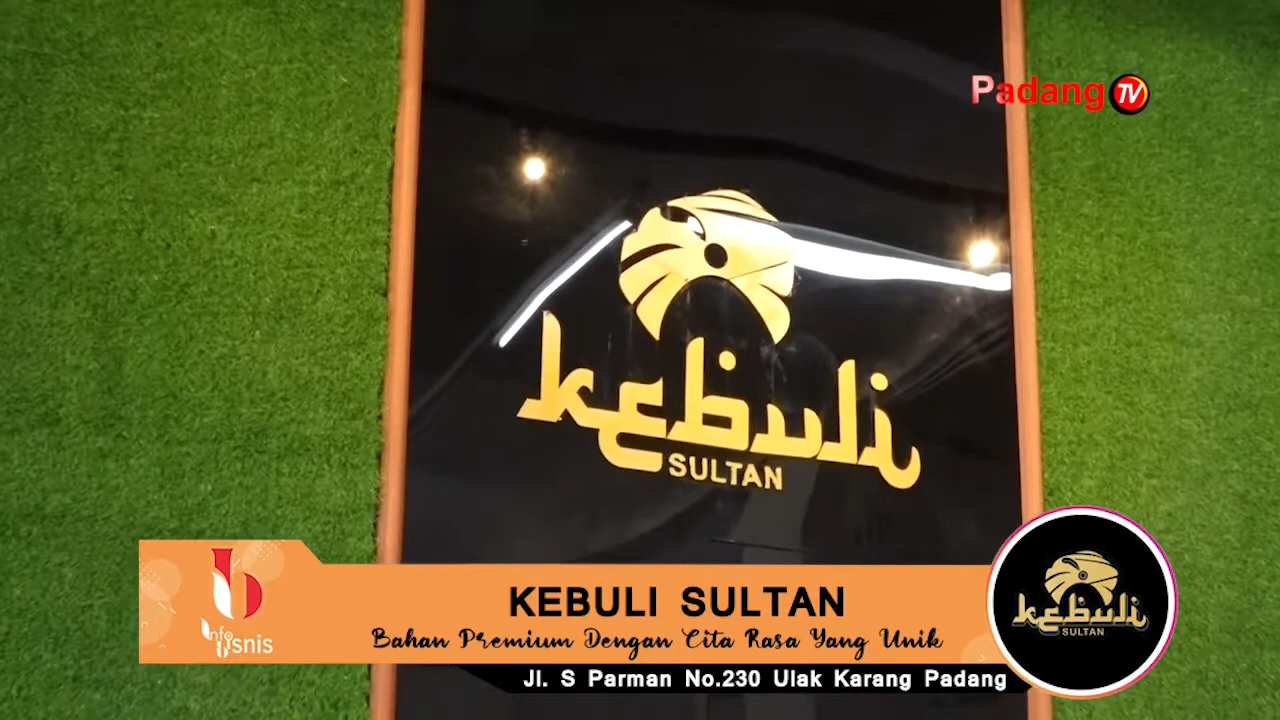 Padang TV
kebuli
SULTAN
Info Bisnis
KEBULI SULTAN
Bahan Premium Dengan Cita Rasa Yang Unik
kebuli
SULTAN
Jl. S Parman No.230 Ulak Karang Padang